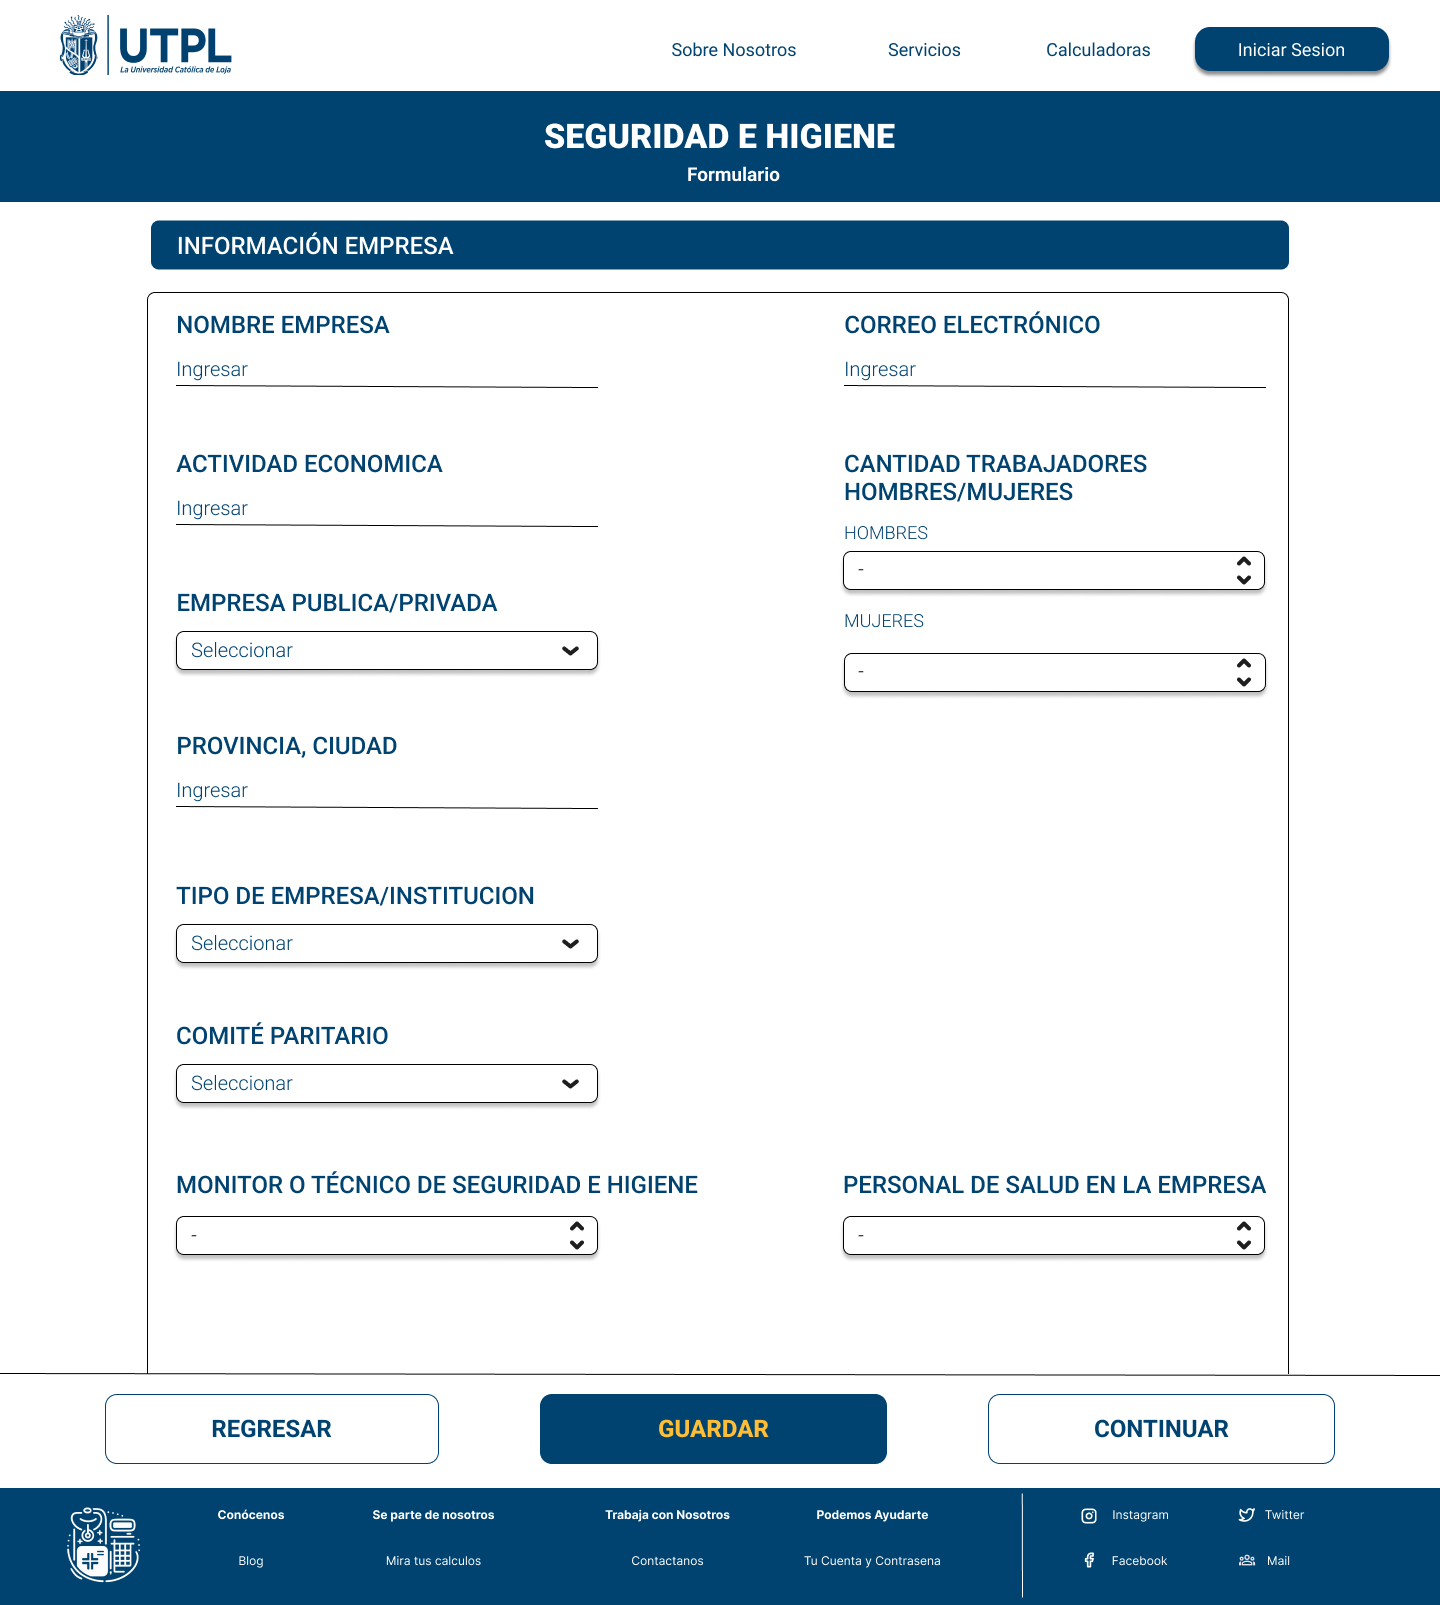 UTPL
La Universidad Católica de Loja
Sobre Nosotros
Servicios
Calculadoras
Iniciar Sesion
SEGURIDAD E HIGIENE
Formulario
INFORMACIÓN EMPRESA
NOMBRE EMPRESA
Ingresar
CORREO ELECTRÓNICO
Ingresar
ACTIVIDAD ECONOMICA
Ingresar
CANTIDAD TRABAJADORES
HOMBRES/MUJERES
HOMBRES
-
EMPRESA PUBLICA/PRIVADA
Seleccionar
MUJERES
-
PROVINCIA, CIUDAD
Ingresar
TIPO DE EMPRESA/INSTITUCION
Seleccionar
COMITÉ PARITARIO
Seleccionar
MONITOR O TÉCNICO DE SEGURIDAD E HIGIENE
-
PERSONAL DE SALUD EN LA EMPRESA
-
REGRESAR
GUARDAR
CONTINUAR
Conócenos
Se parte de nosotros
Trabaja con Nosotros
Podemos Ayudarte
Instagram
Twitter
Blog
Mira tus calculos
Contactanos
Tu Cuenta y Contrasena
Facebook
Mail